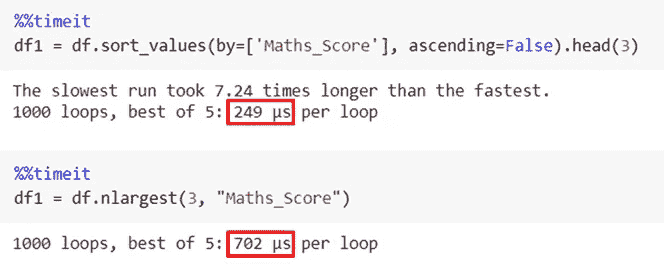 %%timeit
df1 = df.sort_values(by=['Maths_Score'], ascending=False).head(3)
The slowest run took 7.24 times longer than the fastest.
1000 loops, best of 5: 249 µs per loop
%%timeit
df1 = df.nlargest(3, "Maths_Score")
1000 loops, best of 5: 702 µs per loop